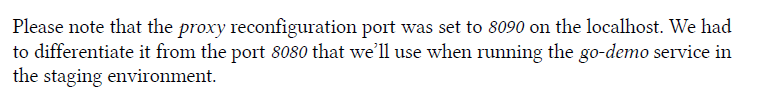 Please note that the proxy reconfiguration port was set to 8090 on the localhost. We had
to differentiate it from the port 8080 that we’ll use when running the go-demo service in
the staging environment.